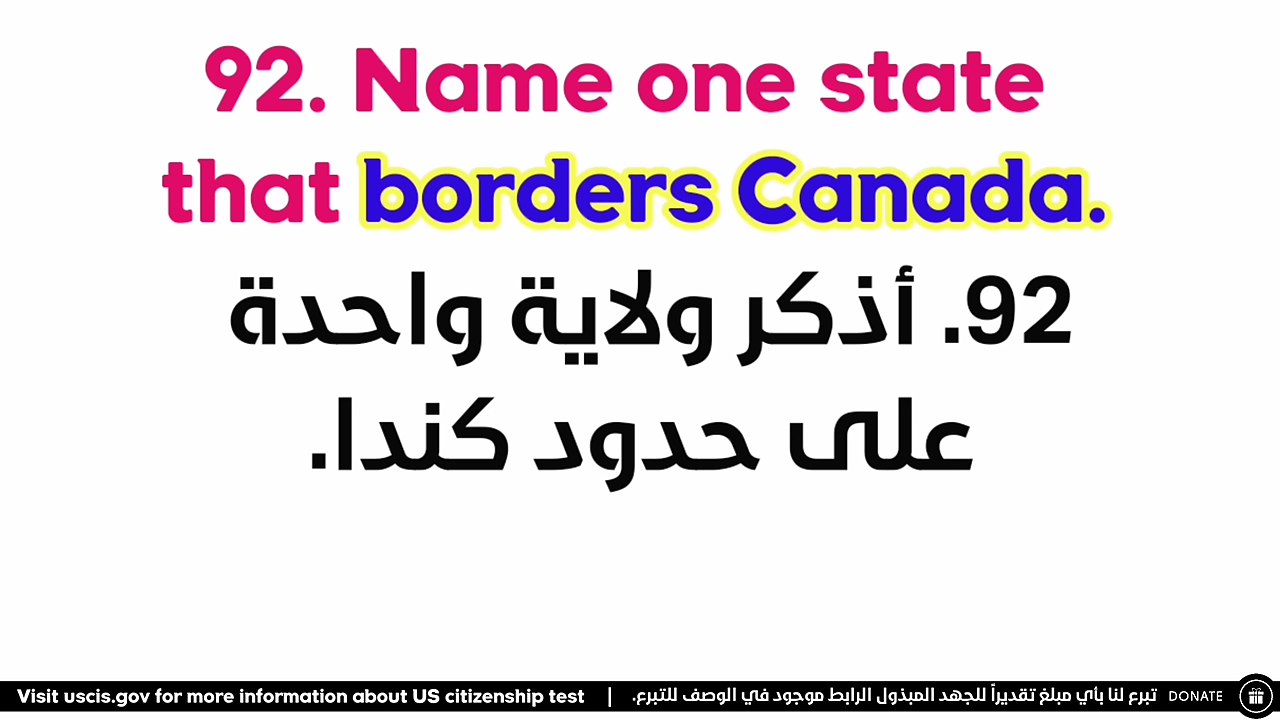 92. Name one state
that borders Canada.
92. أذكر ولاية واحدة
على حدود كندا.
Visit uscis.gov for more information about US citizenship test | تبرع لنا بأي مبلغ تقديراً للجهد المبذول الرابط موجود في الوصف للتبرع. DONATE